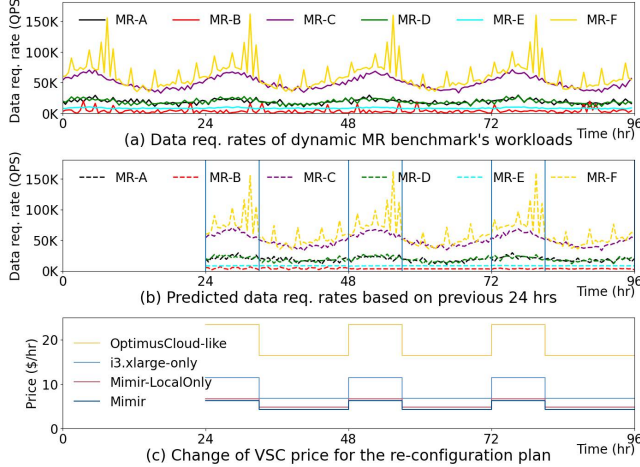 Data req. rate (QPS)
150K
100K
50K
0K
MR-A
MR-B
MR-C
MR-D
MR-E
MR-F
0
24
48
72
96
Time (hr)
(a) Data req. rates of dynamic MR benchmark's workloads
Data req. rate (QPS)
150K
100K
50K
0K
MR-A
MR-B
MR-C
MR-D
MR-E
MR-F
0
24
48
72
96
Time (hr)
(b) Predicted data req. rates based on previous 24 hrs
Price ($/hr)
20
10
0
OptimusCloud-like
i3.xlarge-only
Mimir-LocalOnly
Mimir
0
24
48
72
96
Time (hr)
(c) Change of VSC price for the re-configuration plan